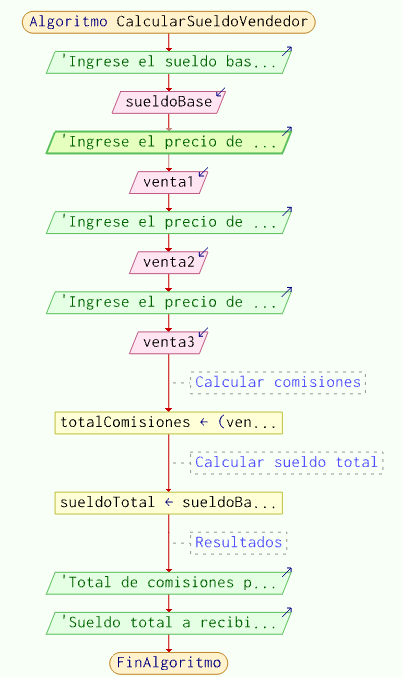 Algoritmo CalcularSueldoVendedor
'Ingrese el sueldo bas...
sueldoBase
'Ingrese el precio de ...
venta1
'Ingrese el precio de ...
venta2
'Ingrese el precio de ...
venta3
Calcular comisiones
totalComisiones ← (ven...
Calcular sueldo total
sueldoTotal ← sueldoBa...
Resultados
'Total de comisiones p...
'Sueldo total a recibi...
FinAlgoritmo